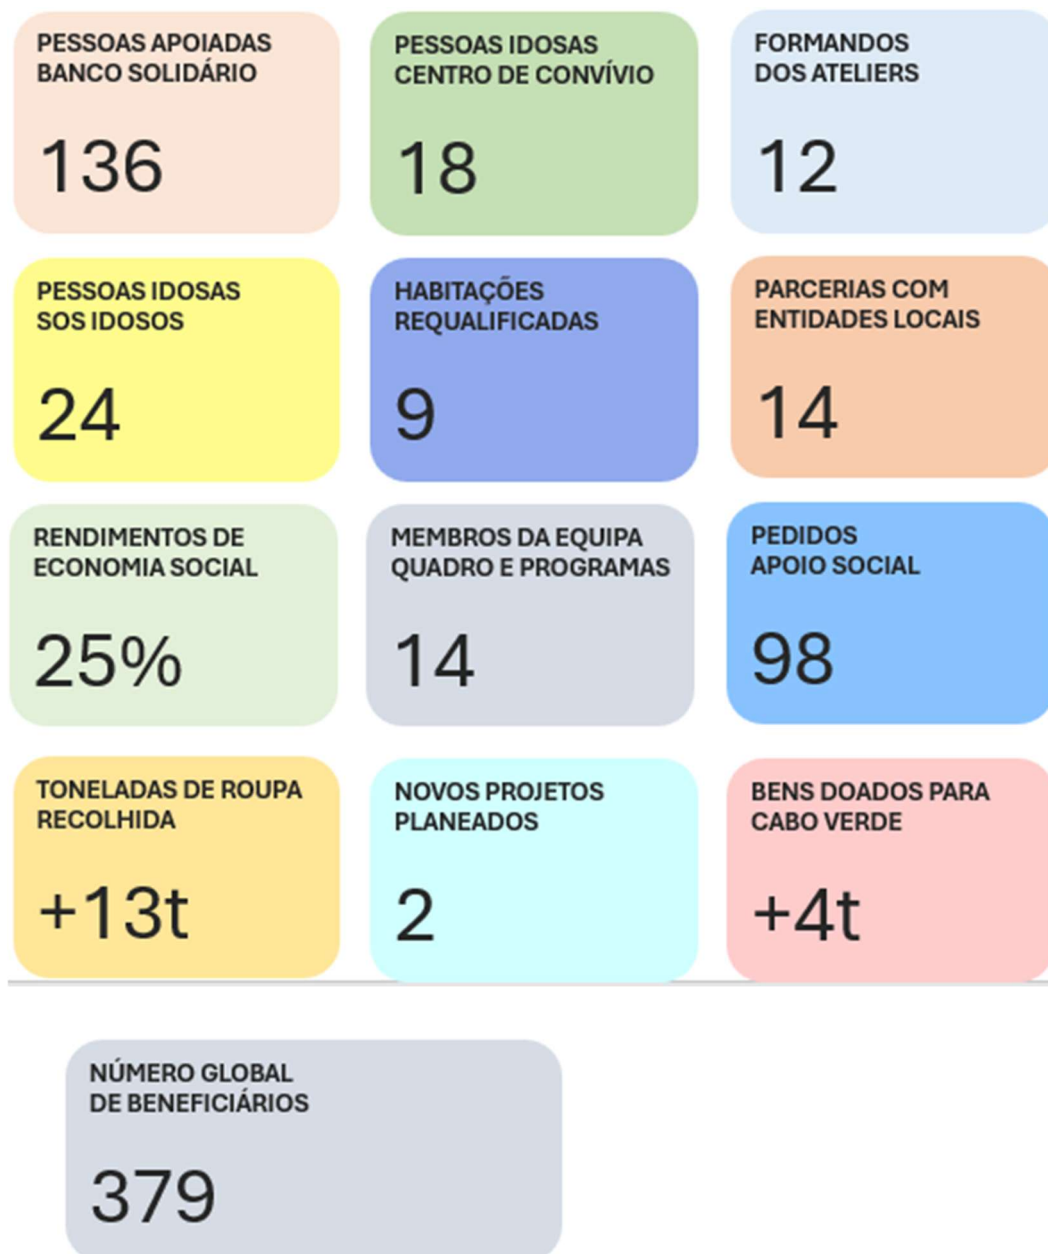 PESSOAS APOIADAS
BANCO SOLIDÁRIO
136
PESSOAS IDOSAS
CENTRO DE CONVÍVIO
18
FORMANDOS
DOS ATELIERS
12
PESSOAS IDOSAS
SOS IDOSOS
24
HABITAÇÕES
REQUALIFICADAS
9
PARCERIAS COM
ENTIDADES LOCAIS
14
RENDIMENTOS DE
ECONOMIA SOCIAL
25%
MEMBROS DA EQUIPA
QUADRO E PROGRAMAS
14
PEDIDOS
APOIO SOCIAL
98
TONELADAS DE ROUPA
RECOLHIDA
+13t
NOVOS PROJETOS
PLANEADOS
2
BENS DOADOS PARA
CABO VERDE
+4t
NÚMERO GLOBAL
DE BENEFICIÁRIOS
379